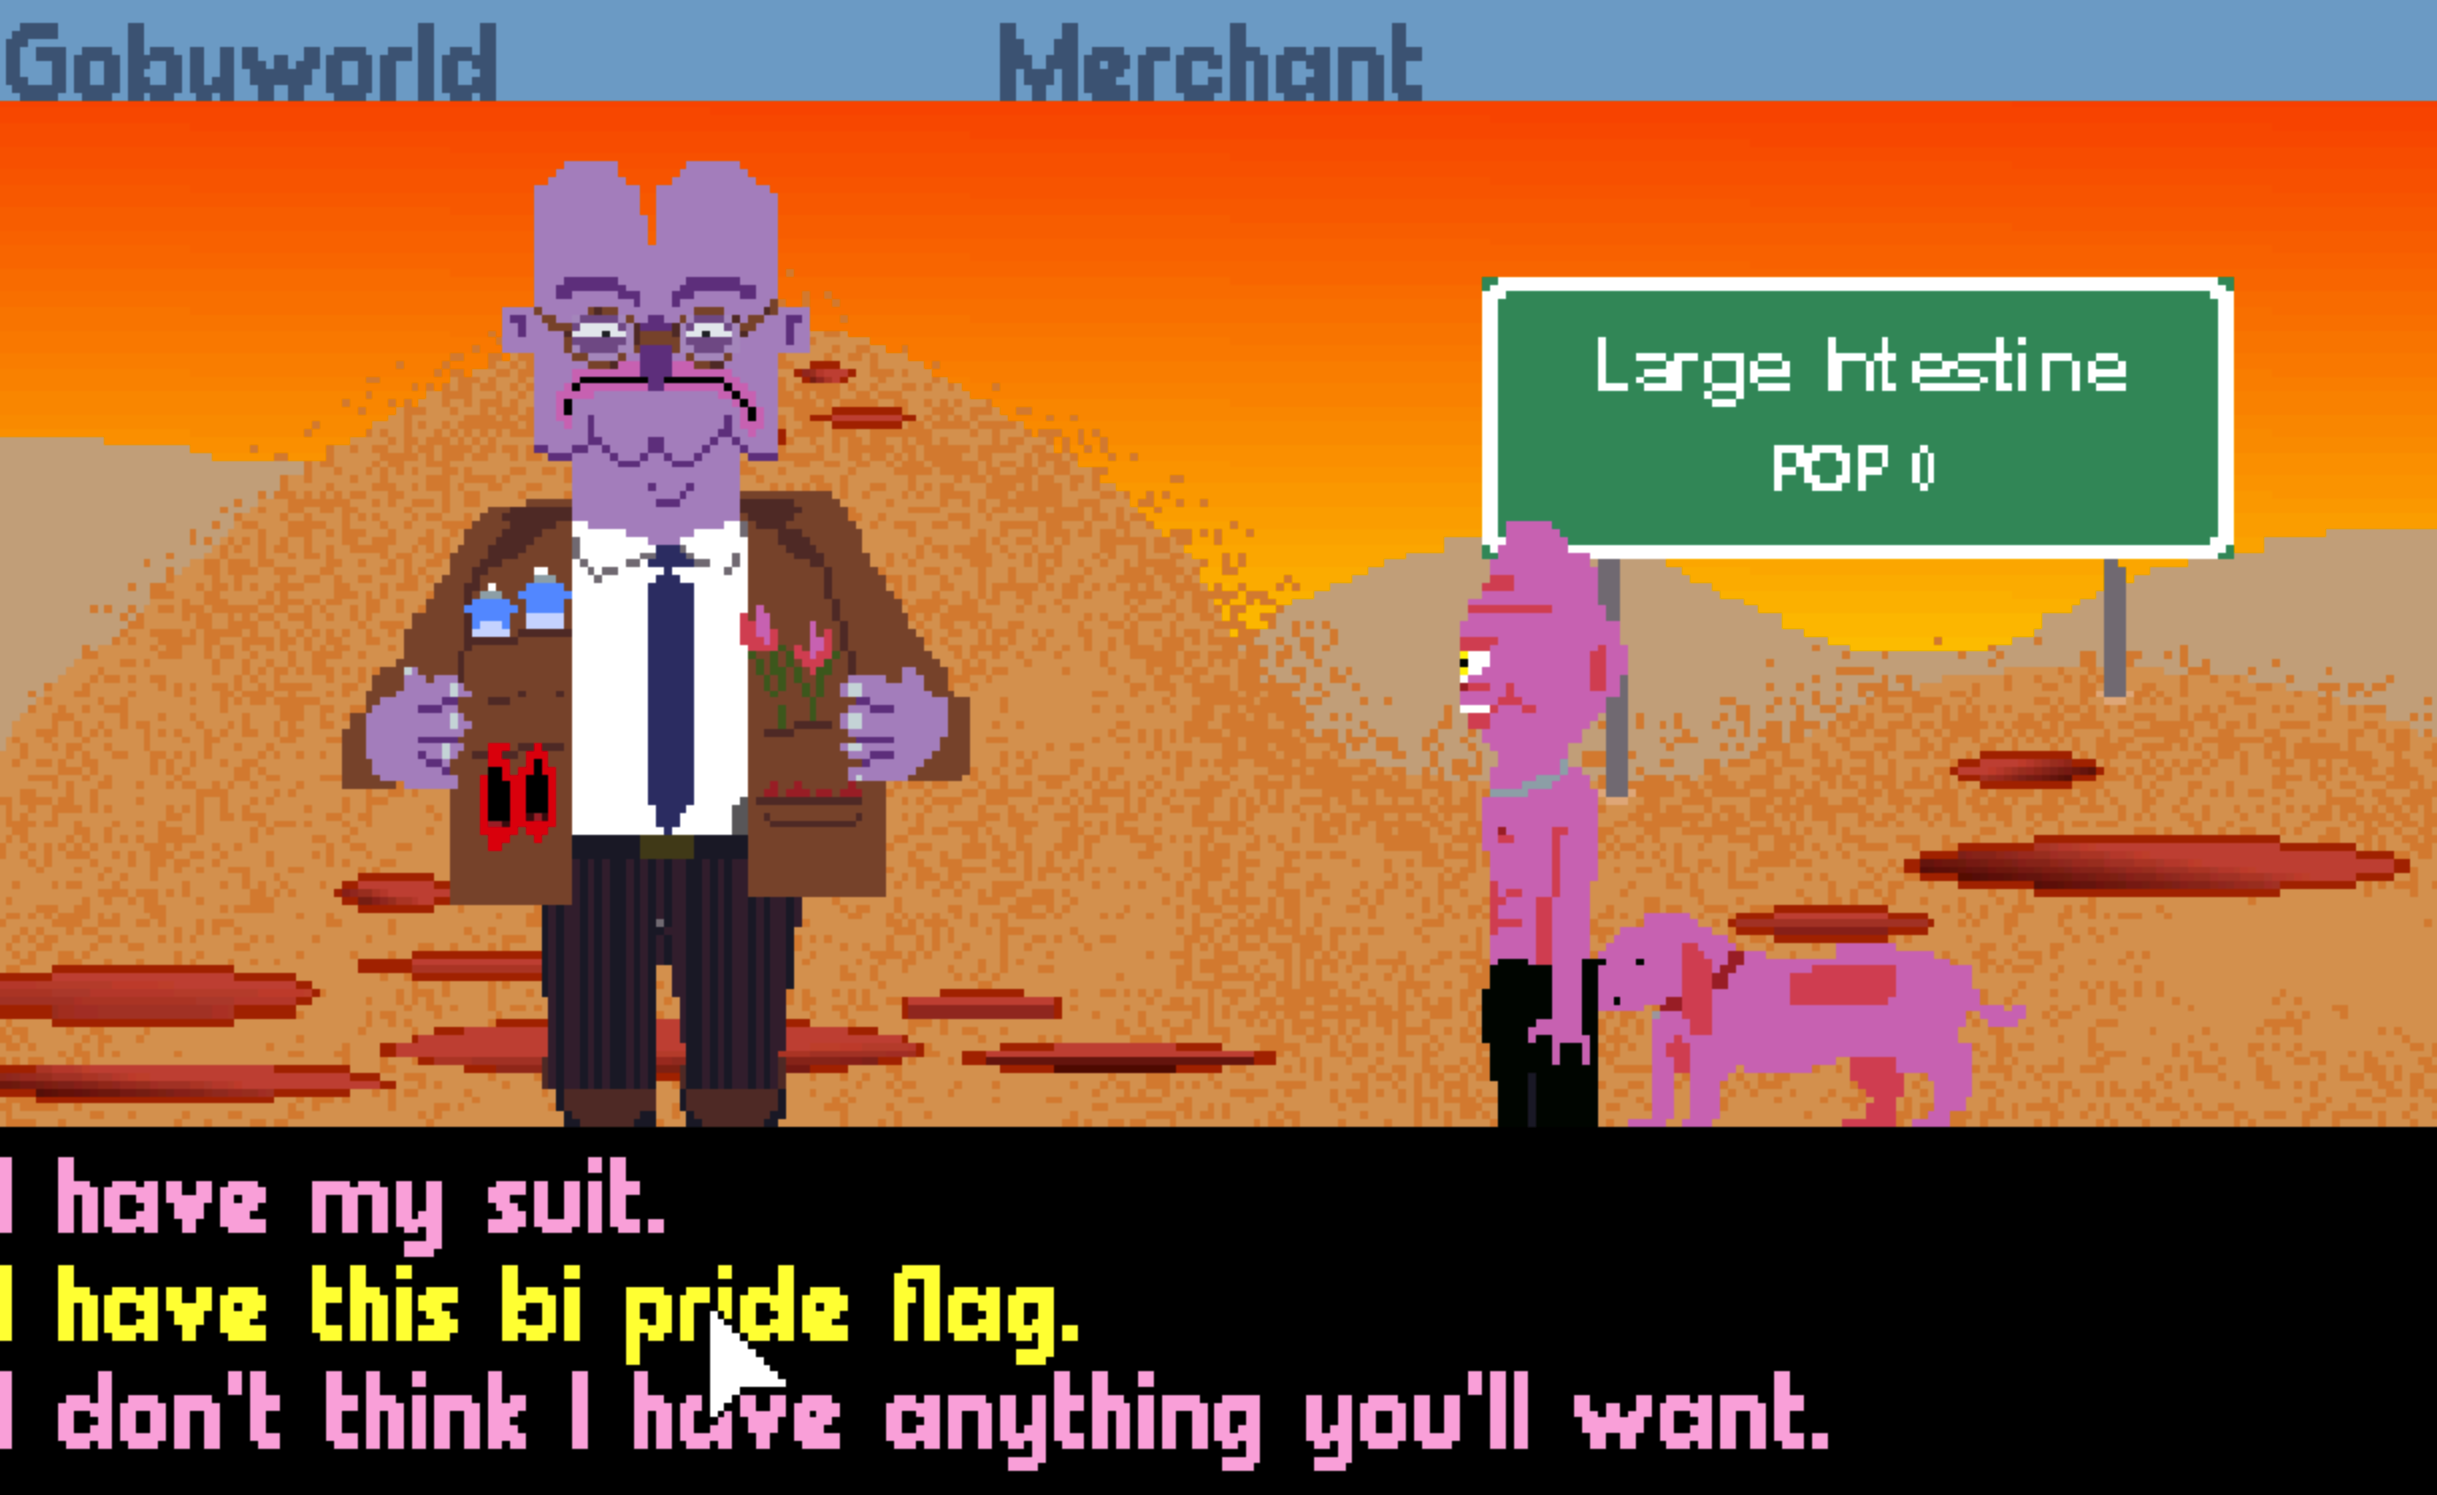 Gobyworld Merchant
Large Intestine
POP 0
I have my suit.
I have this bi pride flag.
I don't think I have anything you'll want.